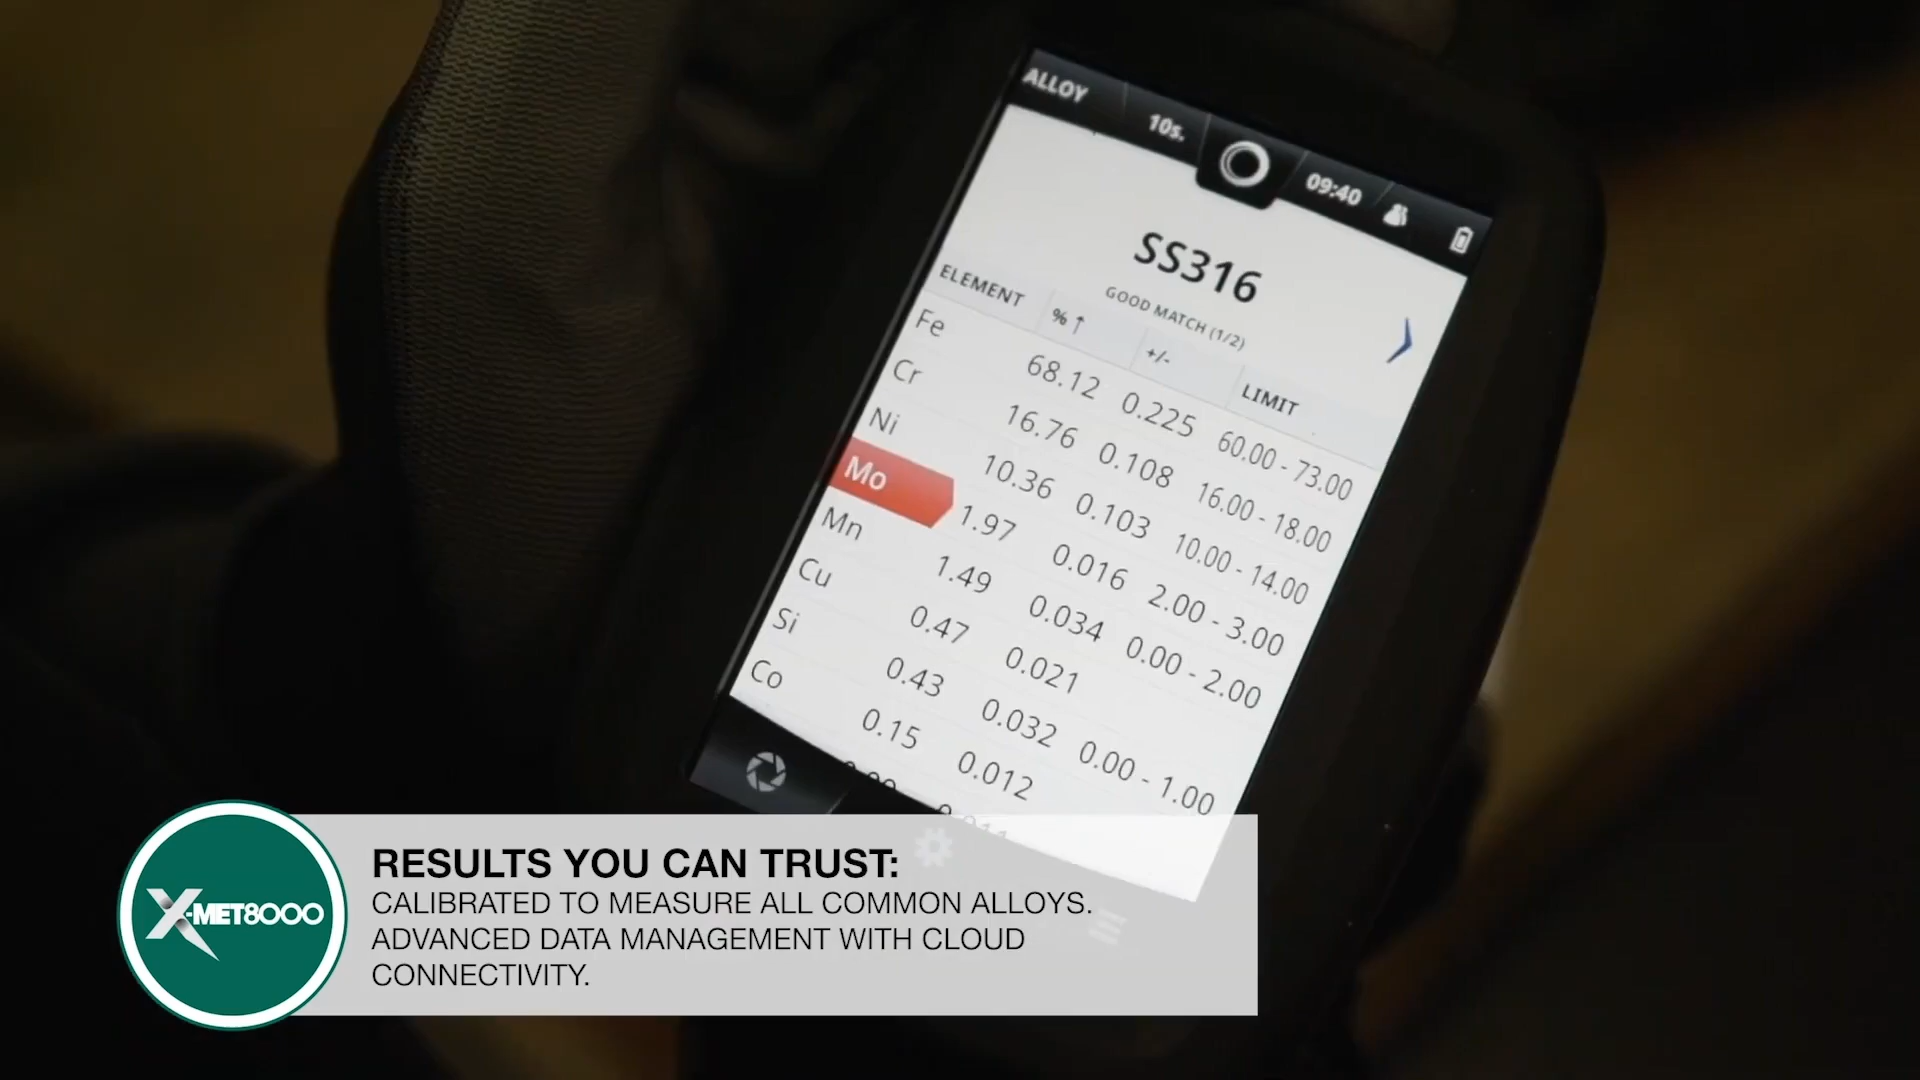 ALLOY 10s. 09:40
SS316
GOOD MATCH (1/2)
ELEMENT % ↑ +/- LIMIT
Fe 68.12 0.225 60.00 - 73.00
Cr 16.76 0.108 16.00 - 18.00
Ni 10.36 0.103 10.00 - 14.00
Mo 1.97 0.016 2.00 - 3.00
Mn 1.49 0.034 0.00 - 2.00
Cu 0.47 0.021
Si 0.43 0.032 0.00 - 1.00
Co 0.15 0.012
X-MET8000
RESULTS YOU CAN TRUST:
CALIBRATED TO MEASURE ALL COMMON ALLOYS.
ADVANCED DATA MANAGEMENT WITH CLOUD
CONNECTIVITY.